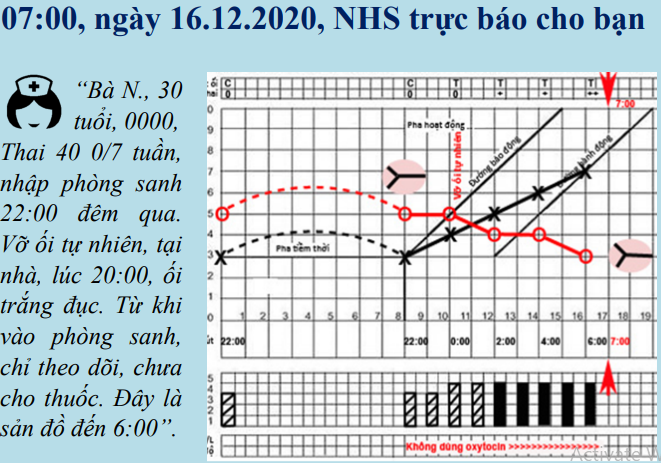 07:00, ngày 16.12.2020, NHS trực báo cho bạn
“Bà N., 30
tuổi, 0000,
Thai 40 0/7 tuần,
nhập phòng sanh
22:00 đêm qua.
Vỡ ối tự nhiên, tại
nhà, lúc 20:00, ối
trắng đục. Từ khi
vào phòng sanh,
chỉ theo dõi, chưa
cho thuốc. Đây là
sản đồ đến 6:00”.
C C T T T T
0 0 0 + + ++
7:00
Pha hoạt động
Vỡ ối tự nhiên
Đường báo động
hành động
Pha tiềm thời
0
9
8
7
6
5
4
3
2
1
0
1 2 3 4 5 6 7 8 9 10 11 12 13 14 15 16 17 18 19
22:00 22:00 0:00 2:00 4:00 6:00 7:00
5
4
3
2
1
Không dùng oxytocin >>>>>>>>>>>>>>>>>